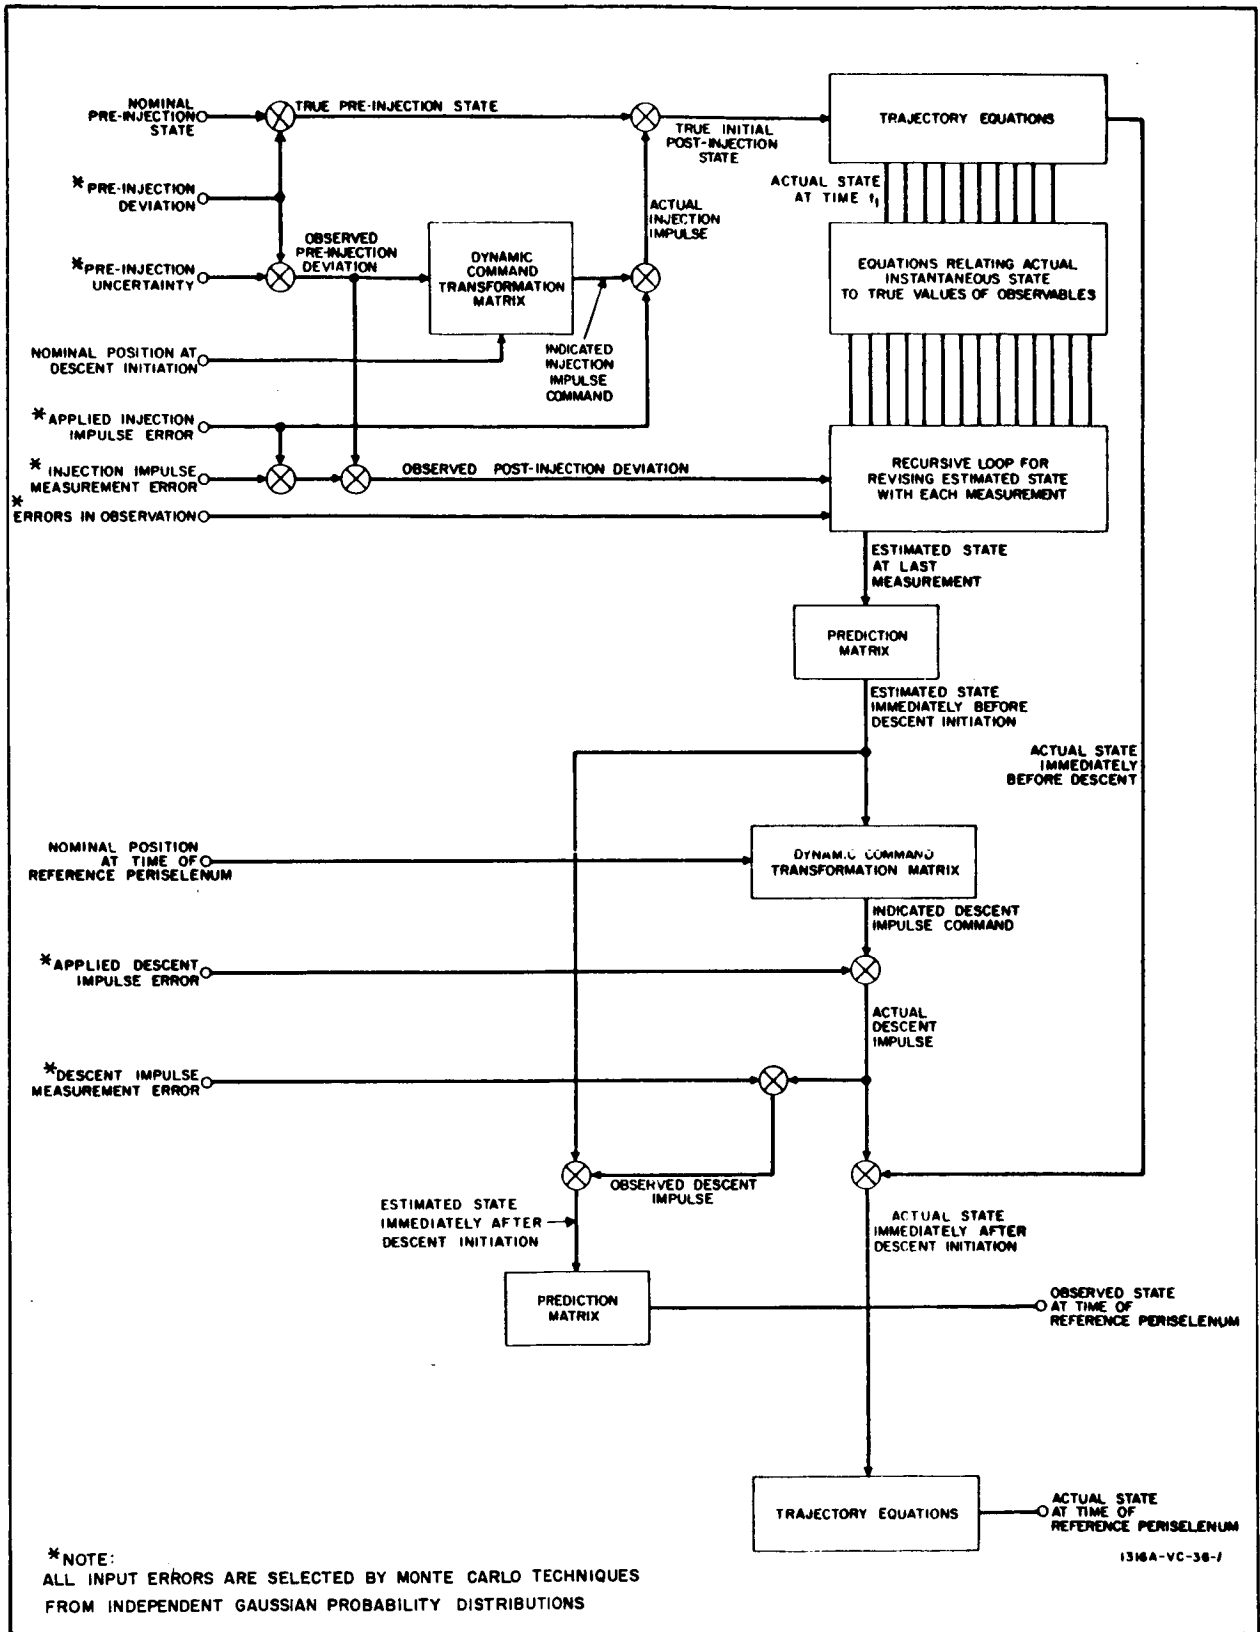 NOMINAL
PRE-INJECTION
STATE
TRUE PRE-INJECTION STATE
TRUE INITIAL
POST-INJECTION
STATE
TRAJECTORY EQUATIONS
*PRE-INJECTION
DEVIATION
ACTUAL STATE
AT TIME t₁
ACTUAL
INJECTION
IMPULSE
OBSERVED
PRE-INJECTION
DEVIATION
*PRE-INJECTION
UNCERTAINTY
DYNAMIC
COMMAND
TRANSFORMATION
MATRIX
EQUATIONS RELATING ACTUAL
INSTANTANEOUS STATE
TO TRUE VALUES OF OBSERVABLES
NOMINAL POSITION AT
DESCENT INITIATION
INDICATED
INJECTION
IMPULSE
COMMAND
*APPLIED INJECTION
IMPULSE ERROR
*INJECTION IMPULSE
MEASUREMENT ERROR
OBSERVED POST-INJECTION DEVIATION
RECURSIVE LOOP FOR
REVISING ESTIMATED STATE
WITH EACH MEASUREMENT
*
ERRORS IN OBSERVATION
ESTIMATED STATE
AT LAST
MEASUREMENT
PREDICTION
MATRIX
ESTIMATED STATE
IMMEDIATELY BEFORE
DESCENT INITIATION
ACTUAL STATE
IMMEDIATELY
BEFORE DESCENT
NOMINAL POSITION
AT TIME OF
REFERENCE PERISELENUM
DYNAMIC COMMAND
TRANSFORMATION MATRIX
INDICATED DESCENT
IMPULSE COMMAND
*APPLIED DESCENT
IMPULSE ERROR
ACTUAL
DESCENT
IMPULSE
*DESCENT IMPULSE
MEASUREMENT ERROR
OBSERVED DESCENT
IMPULSE
ESTIMATED STATE
IMMEDIATELY AFTER
DESCENT INITIATION
ACTUAL STATE
IMMEDIATELY AFTER
DESCENT INITIATION
PREDICTION
MATRIX
OBSERVED STATE
AT TIME OF
REFERENCE PERISELENUM
TRAJECTORY EQUATIONS
ACTUAL STATE
AT TIME OF
REFERENCE PERISELENUM
1316A-VC-36-1
*NOTE:
ALL INPUT ERRORS ARE SELECTED BY MONTE CARLO TECHNIQUES
FROM INDEPENDENT GAUSSIAN PROBABILITY DISTRIBUTIONS